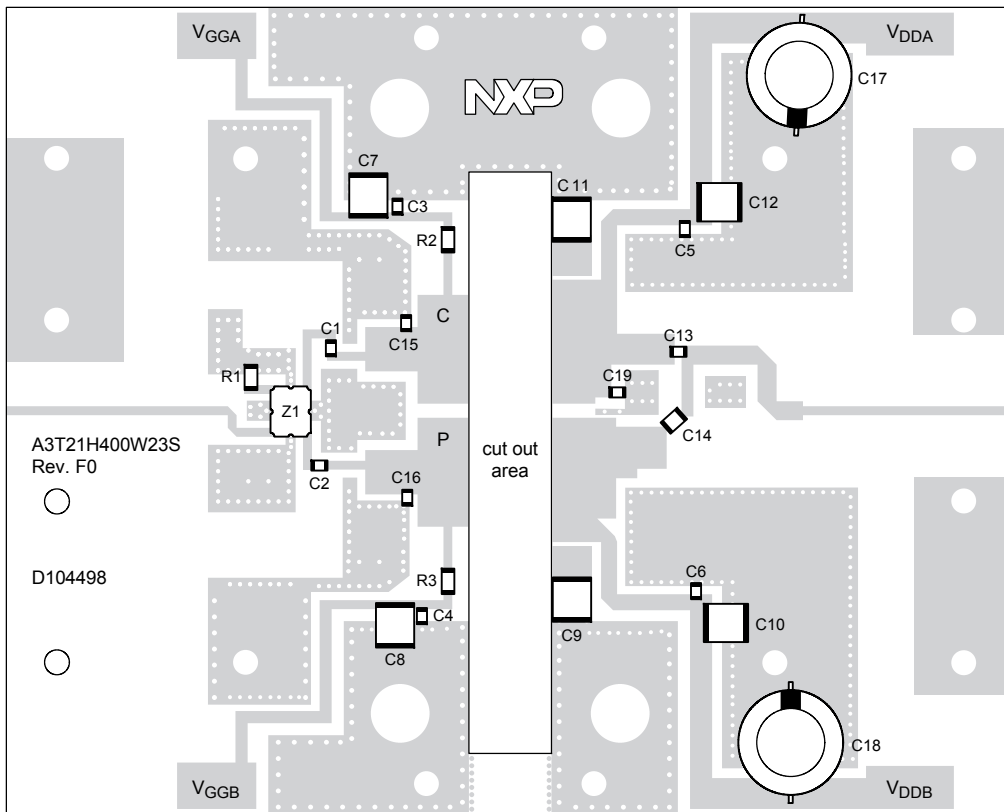 VGGA
VDDA
C17
NXP
C7
C3
C 11
C12
R2
C5
C
C1
C15
C13
R1
C19
Z1
C14
P
A3T21H400W23S
Rev. F0
cut out
area
C2
C16
D104498
R3
C6
C4
C10
C8
C9
C18
VGGB
VDDB